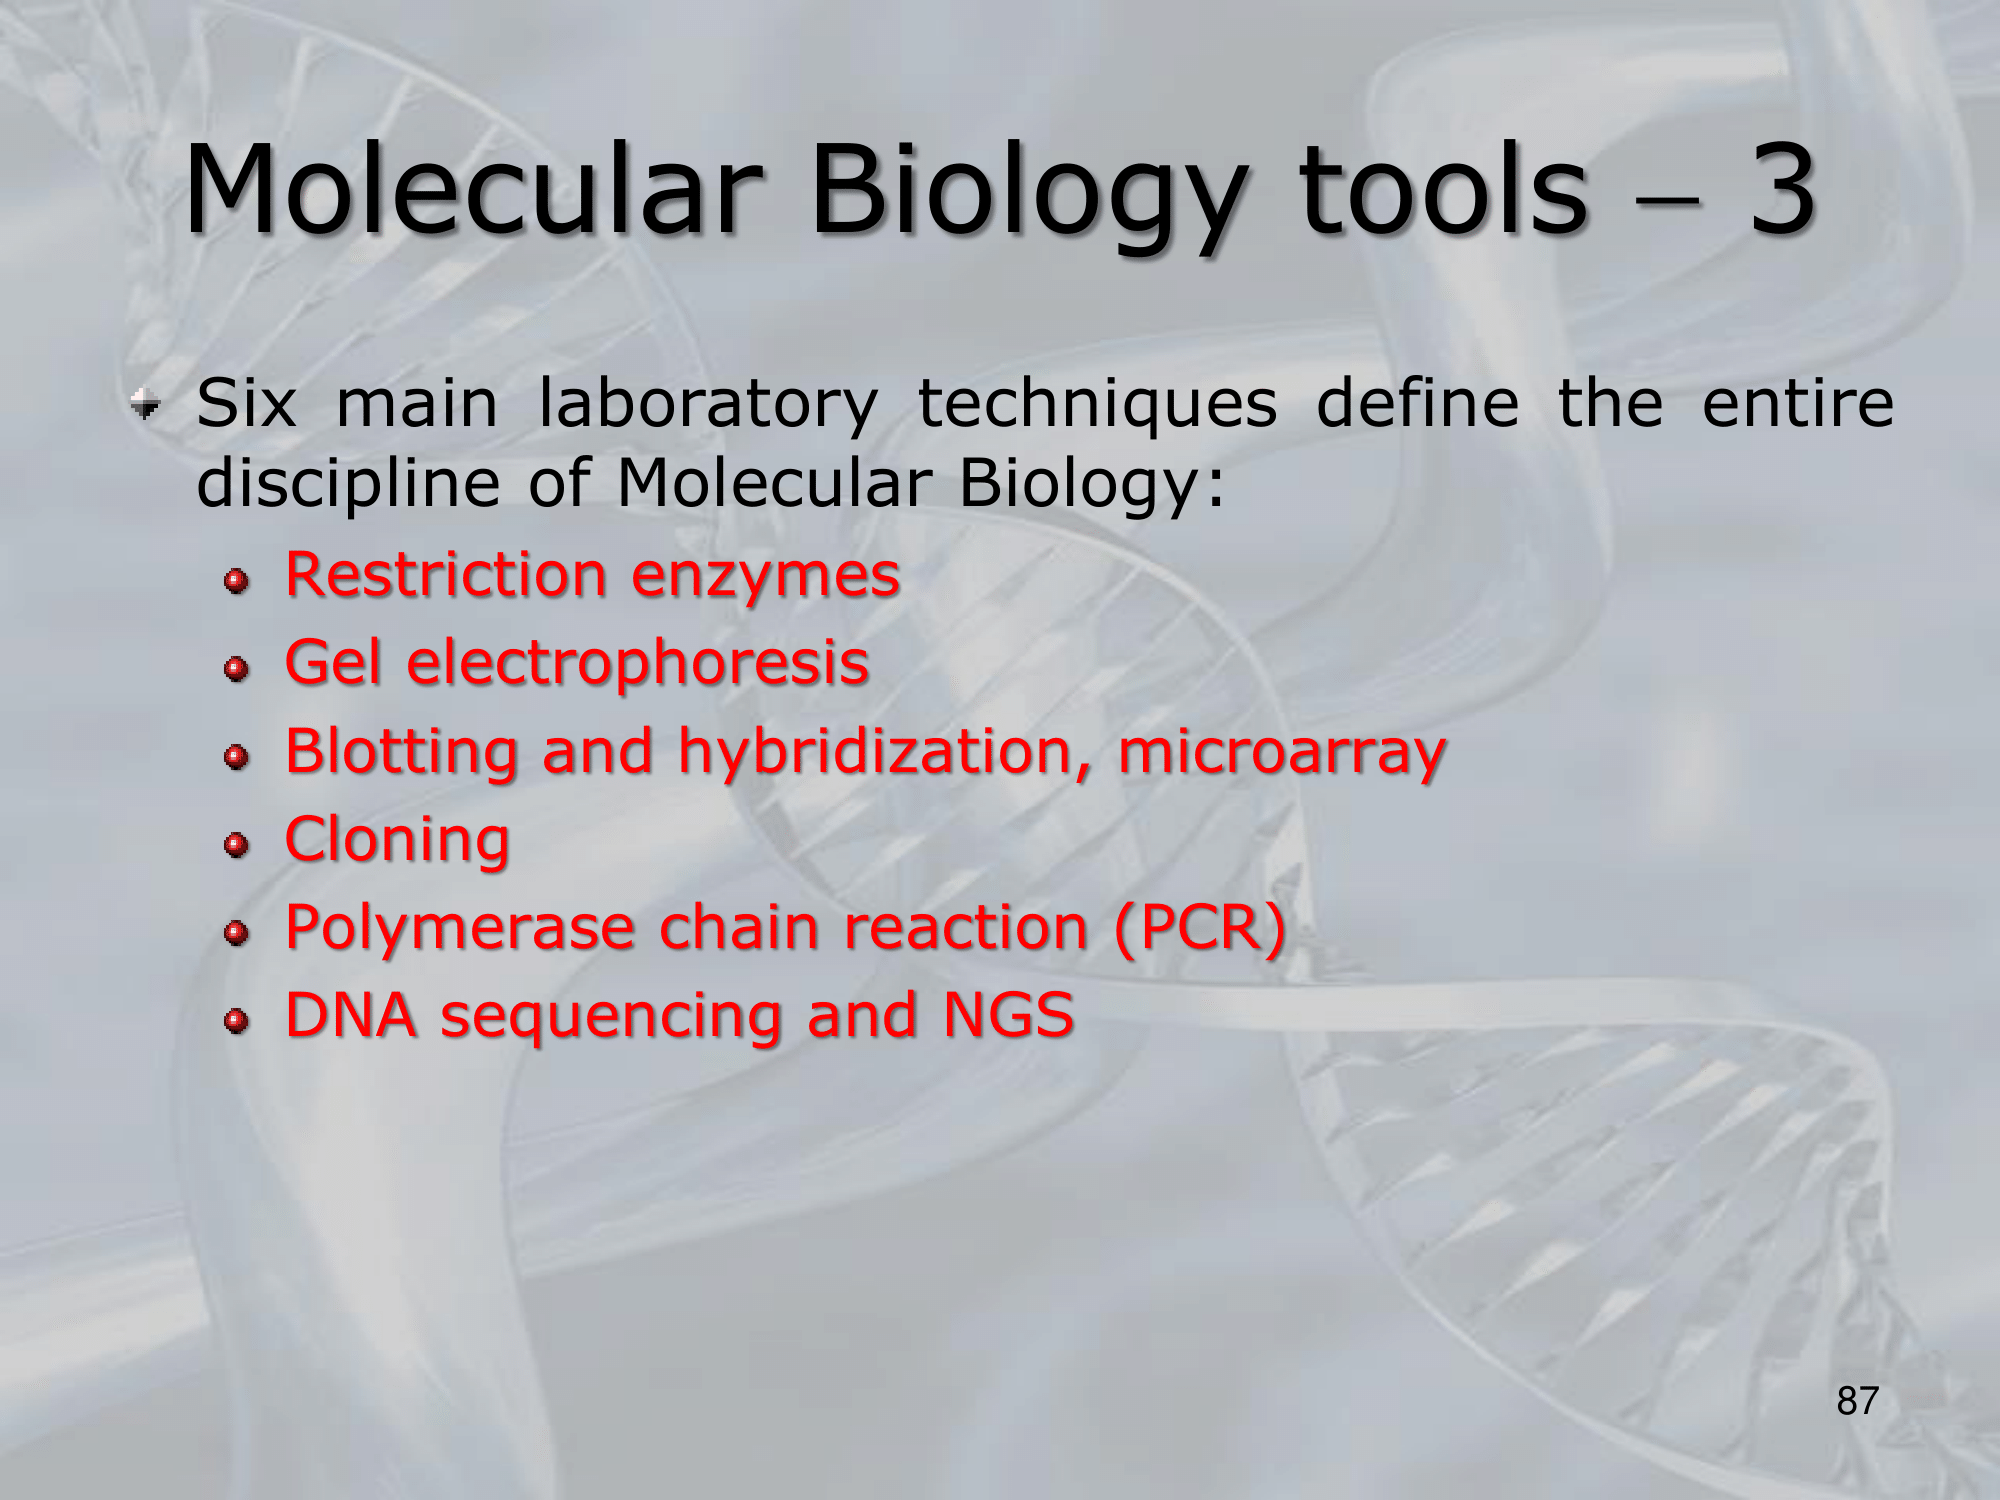 Molecular Biology tools – 3
Six main laboratory techniques define the entire
discipline of Molecular Biology:
Restriction enzymes
Gel electrophoresis
Blotting and hybridization, microarray
Cloning
Polymerase chain reaction (PCR)
DNA sequencing and NGS
87